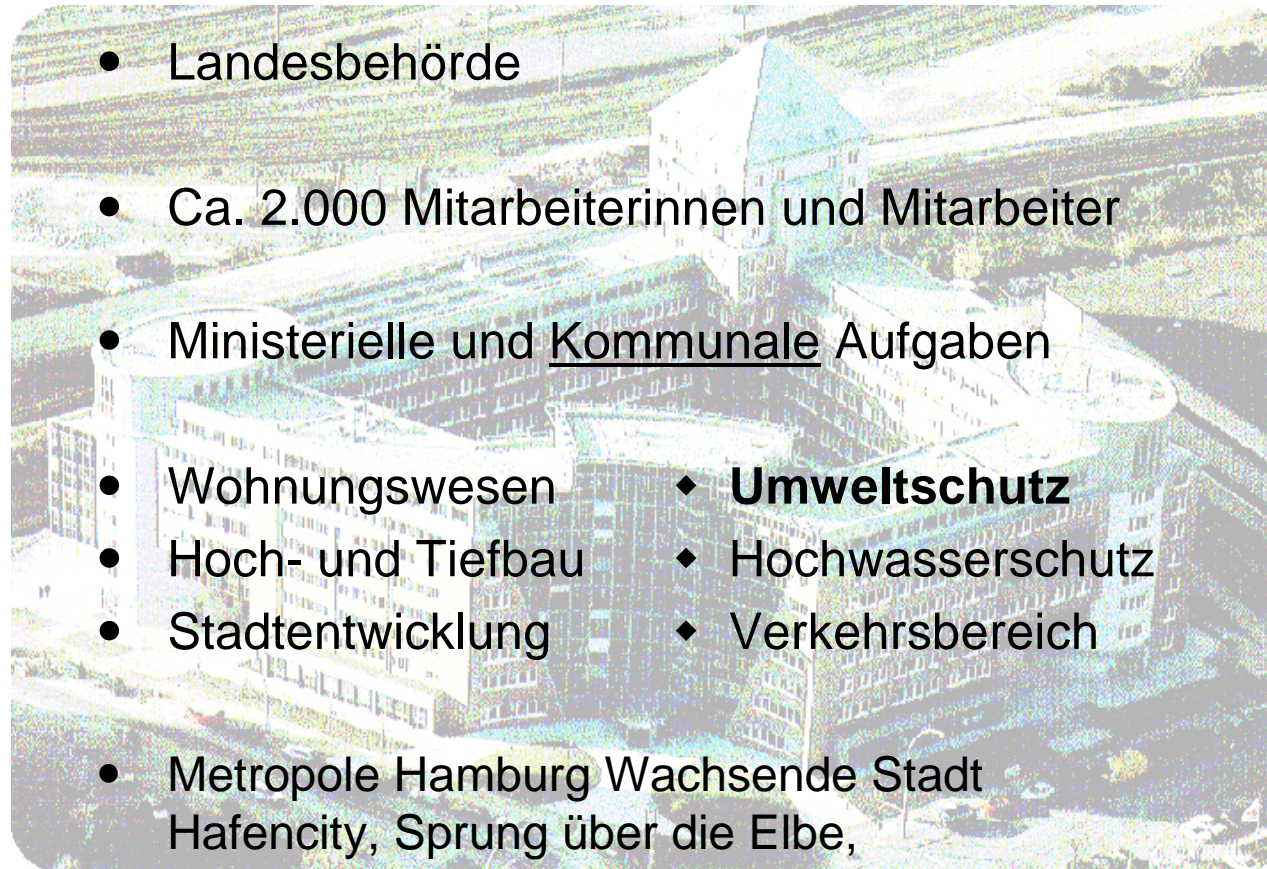 • Landesbehörde
• Ca. 2.000 Mitarbeiterinnen und Mitarbeiter
• Ministerielle und Kommunale Aufgaben
• Wohnungswesen ◆ Umweltschutz
• Hoch- und Tiefbau ◆ Hochwasserschutz
• Stadtentwicklung ◆ Verkehrsbereich
• Metropole Hamburg Wachsende Stadt
Hafencity, Sprung über die Elbe,